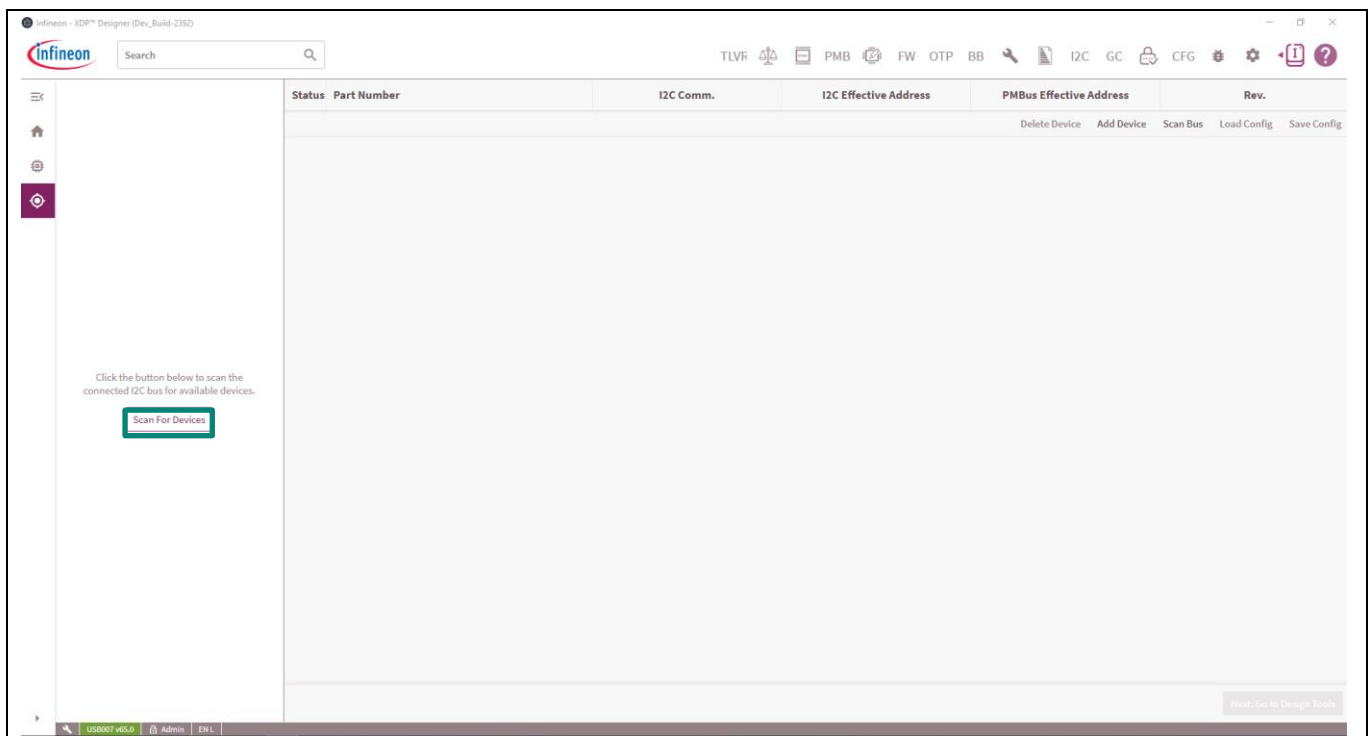 Infineon - XDP™ Designer (Dev_Build-2392)
infineon Search TLVR PMB FW OTP BB I2C GC CFG ?
Status Part Number I2C Comm. I2C Effective Address PMBus Effective Address Rev.
Delete Device Add Device Scan Bus Load Config Save Config
Click the button below to scan the
connected I2C bus for available devices.
Scan For Devices
Next: Go to Design Tools
USB007 v65.0 Admin EN L